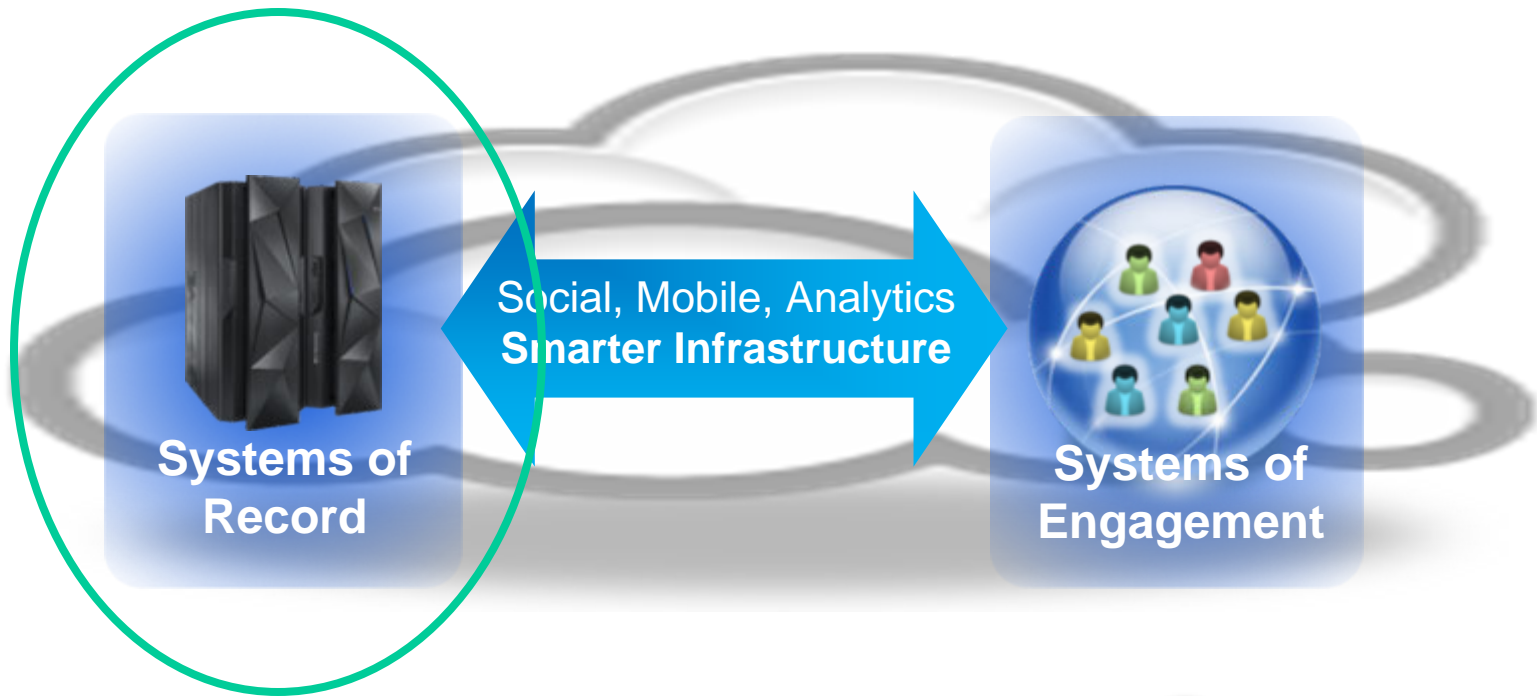 Systems of
Record
Social, Mobile, Analytics
Smarter Infrastructure
Systems of
Engagement